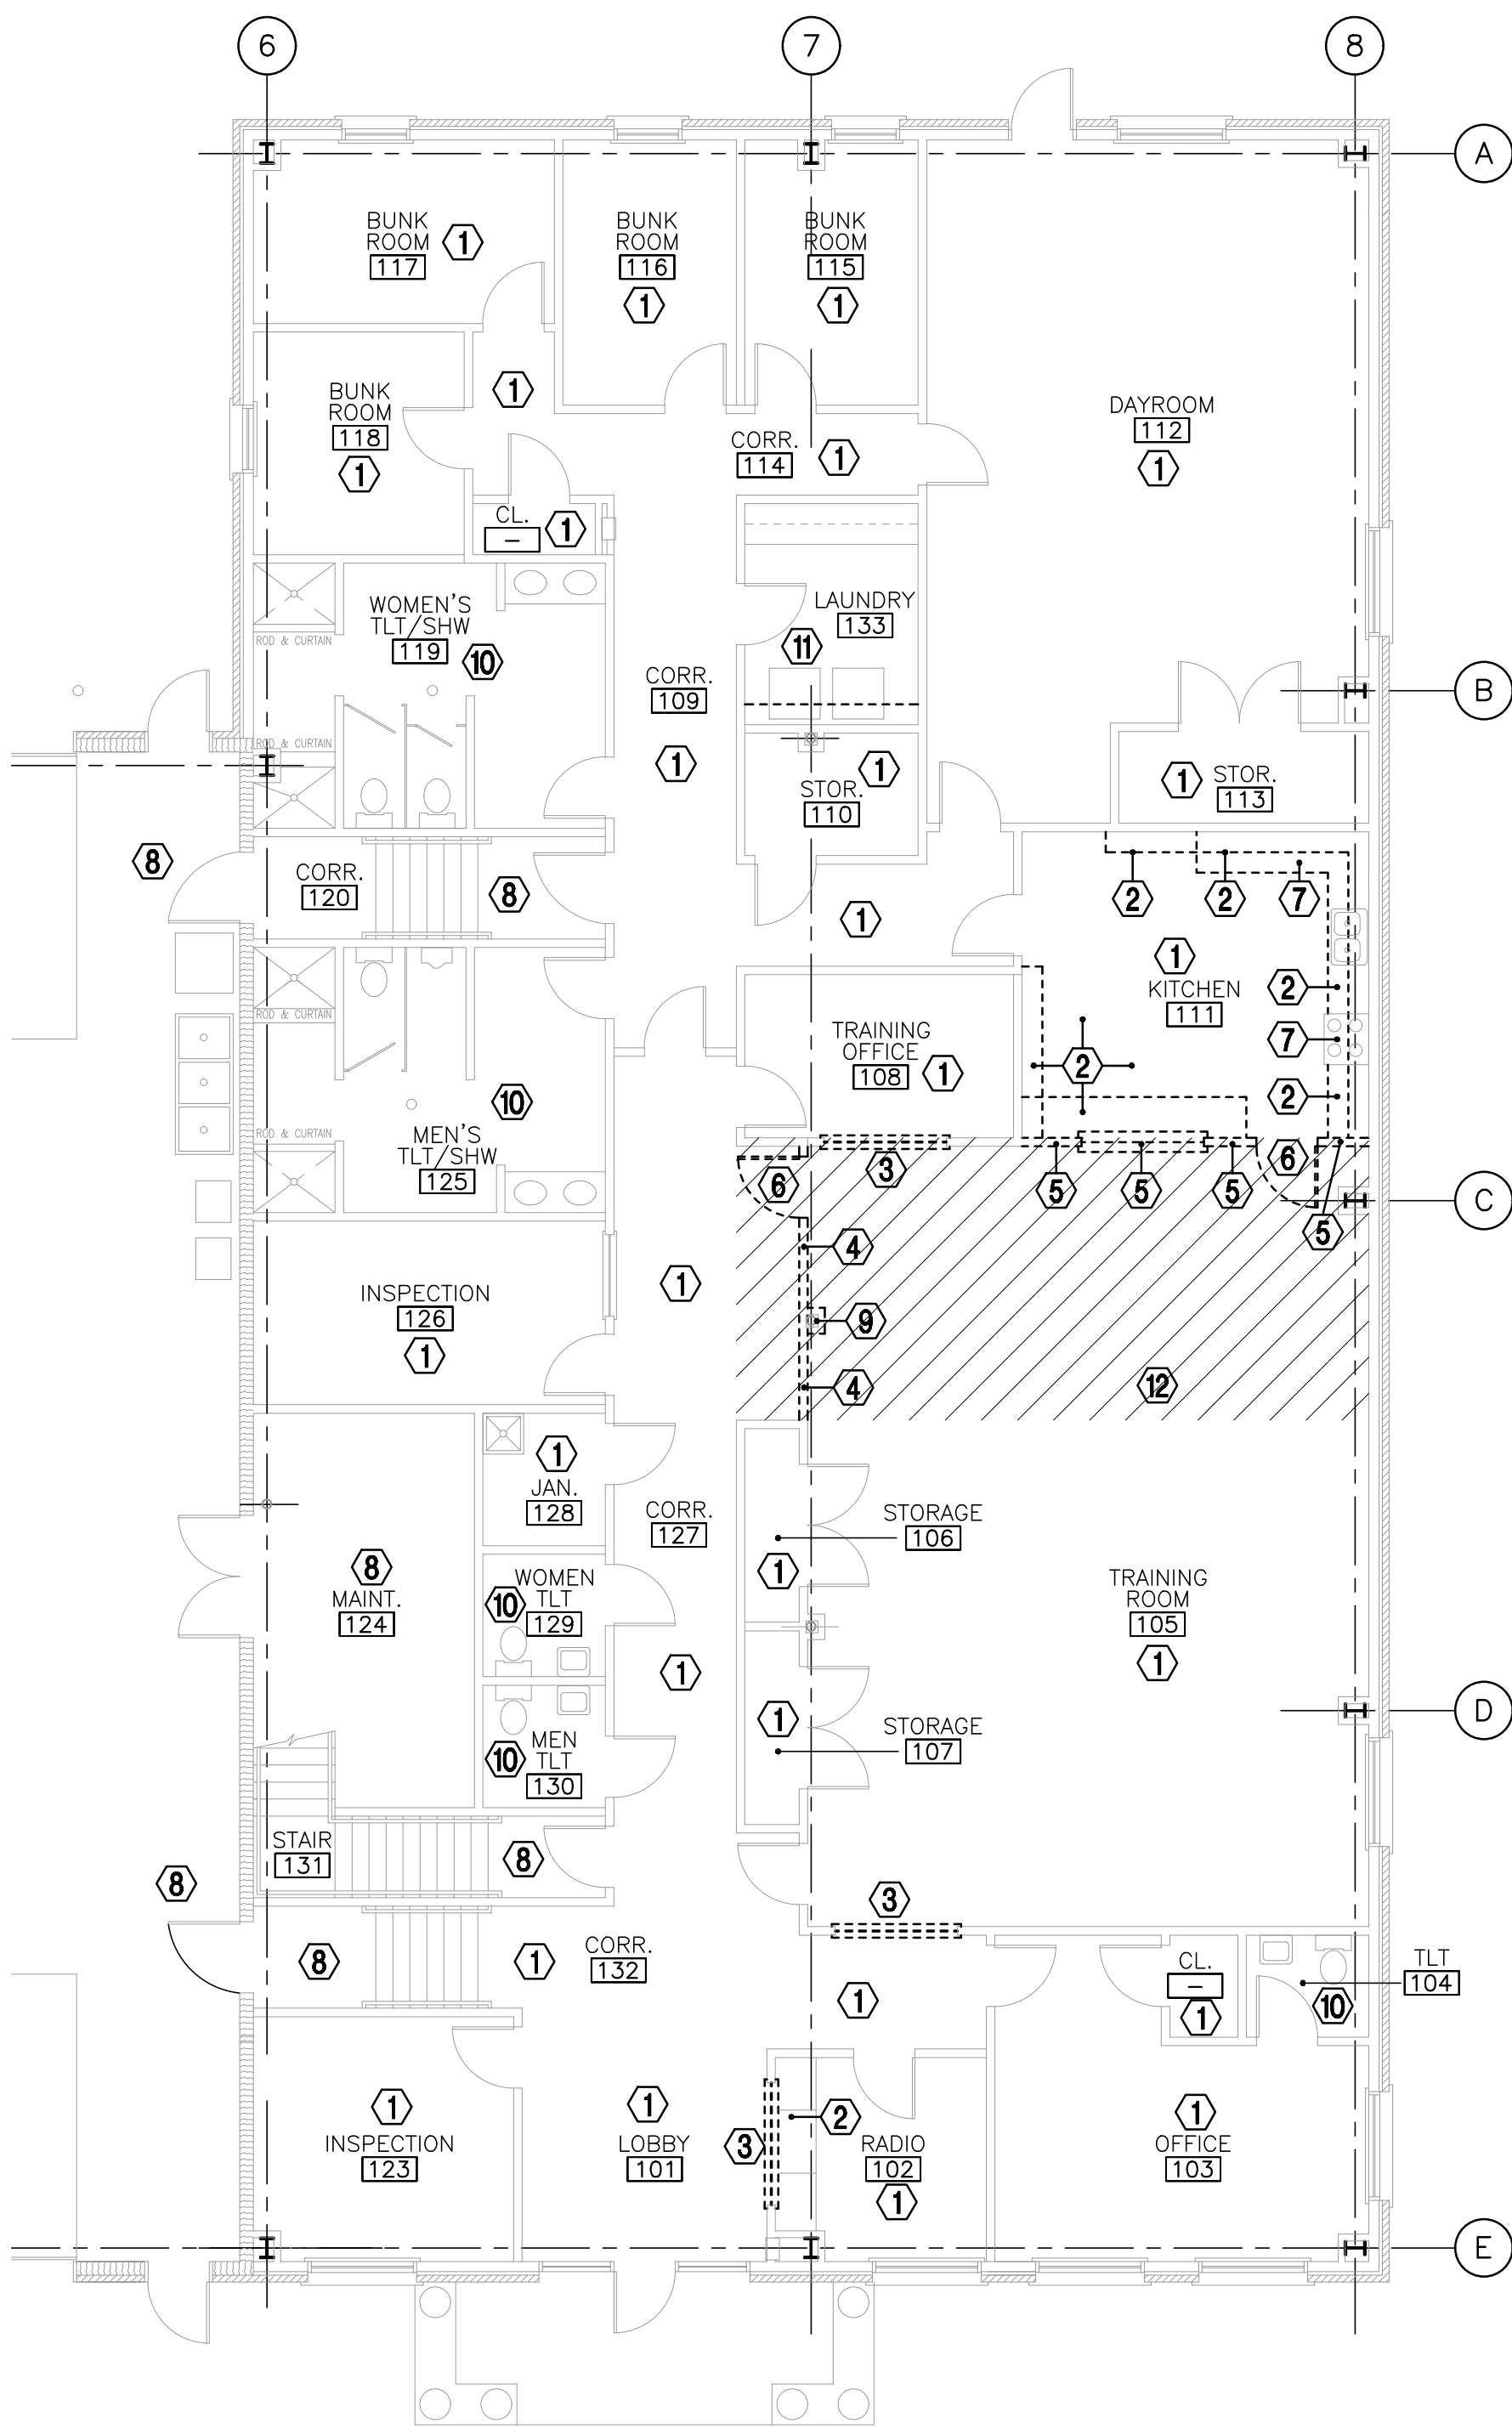 6
7
8
A
BUNK
ROOM
117
1
BUNK
ROOM
116
1
BUNK
ROOM
115
1
BUNK
ROOM
118
1
1
CORR.
114
1
DAYROOM
112
1
CL.
-
1
WOMEN'S
TLT/SHW
119
10
ROD & CURTAIN
ROD & CURTAIN
LAUNDRY
133
11
CORR.
109
1
B
STOR.
110
1
1
STOR.
113
8
CORR.
120
8
1
2
2
7
1
KITCHEN
111
2
7
2
2
ROD & CURTAIN
TRAINING
OFFICE
108
1
10
ROD & CURTAIN
MEN'S
TLT/SHW
125
6
3
5
5
5
6
5
C
4
9
4
12
1
INSPECTION
126
1
1
JAN.
128
CORR.
127
STORAGE
106
1
8
MAINT.
124
WOMEN
TLT
129
10
TRAINING
ROOM
105
1
1
D
MEN
TLT
130
10
1
STORAGE
107
STAIR
131
8
8
3
8
1
CORR.
132
1
CL.
-
1
TLT
104
10
1
INSPECTION
123
1
LOBBY
101
3
2
RADIO
102
1
1
OFFICE
103
E